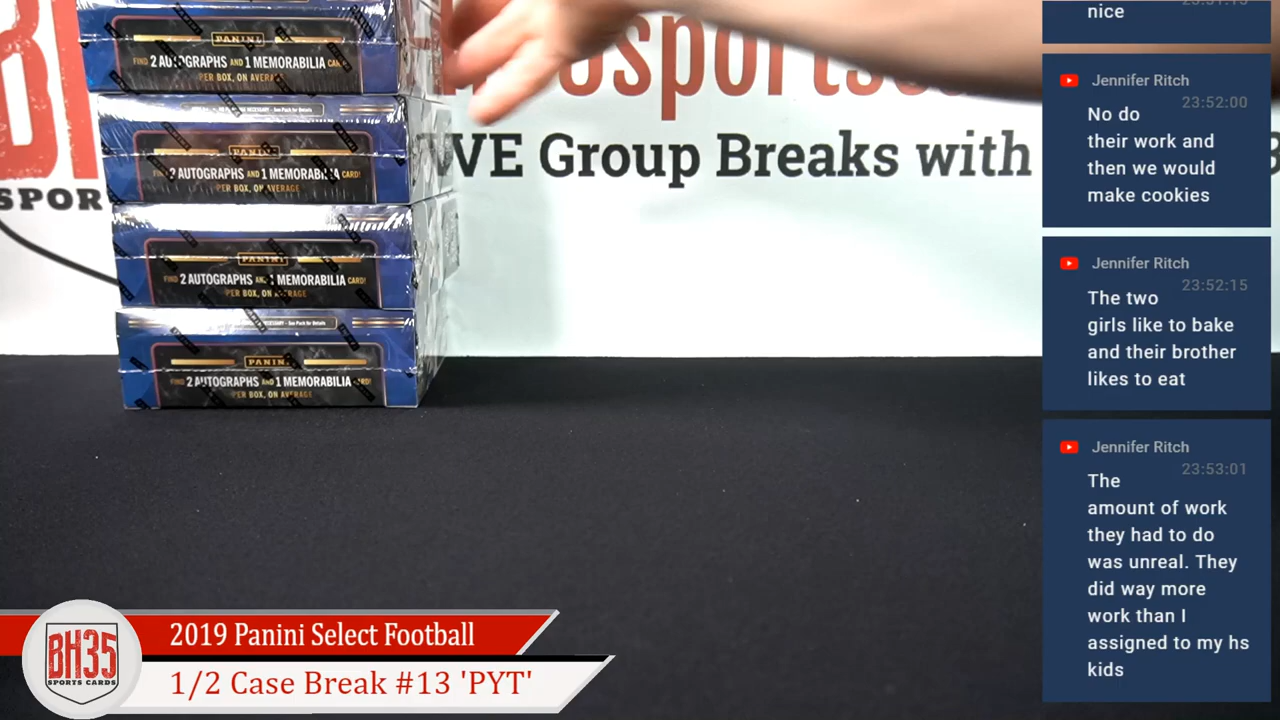 PANINI
FIND 2 AUTOGRAPHS AND 1 MEMORABILIA
PER BOX, ON AVERAGE
PANINI
2 AUTOGRAPHS AND 1 MEMORABILIA CARD!
PER BOX, ON AVERAGE
PANINI
FIND 2 AUTOGRAPHS AND 1 MEMORABILIA CARD!
PER BOX, ON AVERAGE
PANINI
FIND 2 AUTOGRAPHS AND 1 MEMORABILIA CARD!
PER BOX, ON AVERAGE
SPOR
Group Breaks with
nice
Jennifer Ritch
23:52:00
No do
their work and
then we would
make cookies
Jennifer Ritch
23:52:15
The two
girls like to bake
and their brother
likes to eat
Jennifer Ritch
23:53:01
The
amount of work
they had to do
was unreal. They
did way more
work than I
assigned to my hs
kids
BH35
SPORTS CARDS
2019 Panini Select Football
1/2 Case Break #13 'PYT'